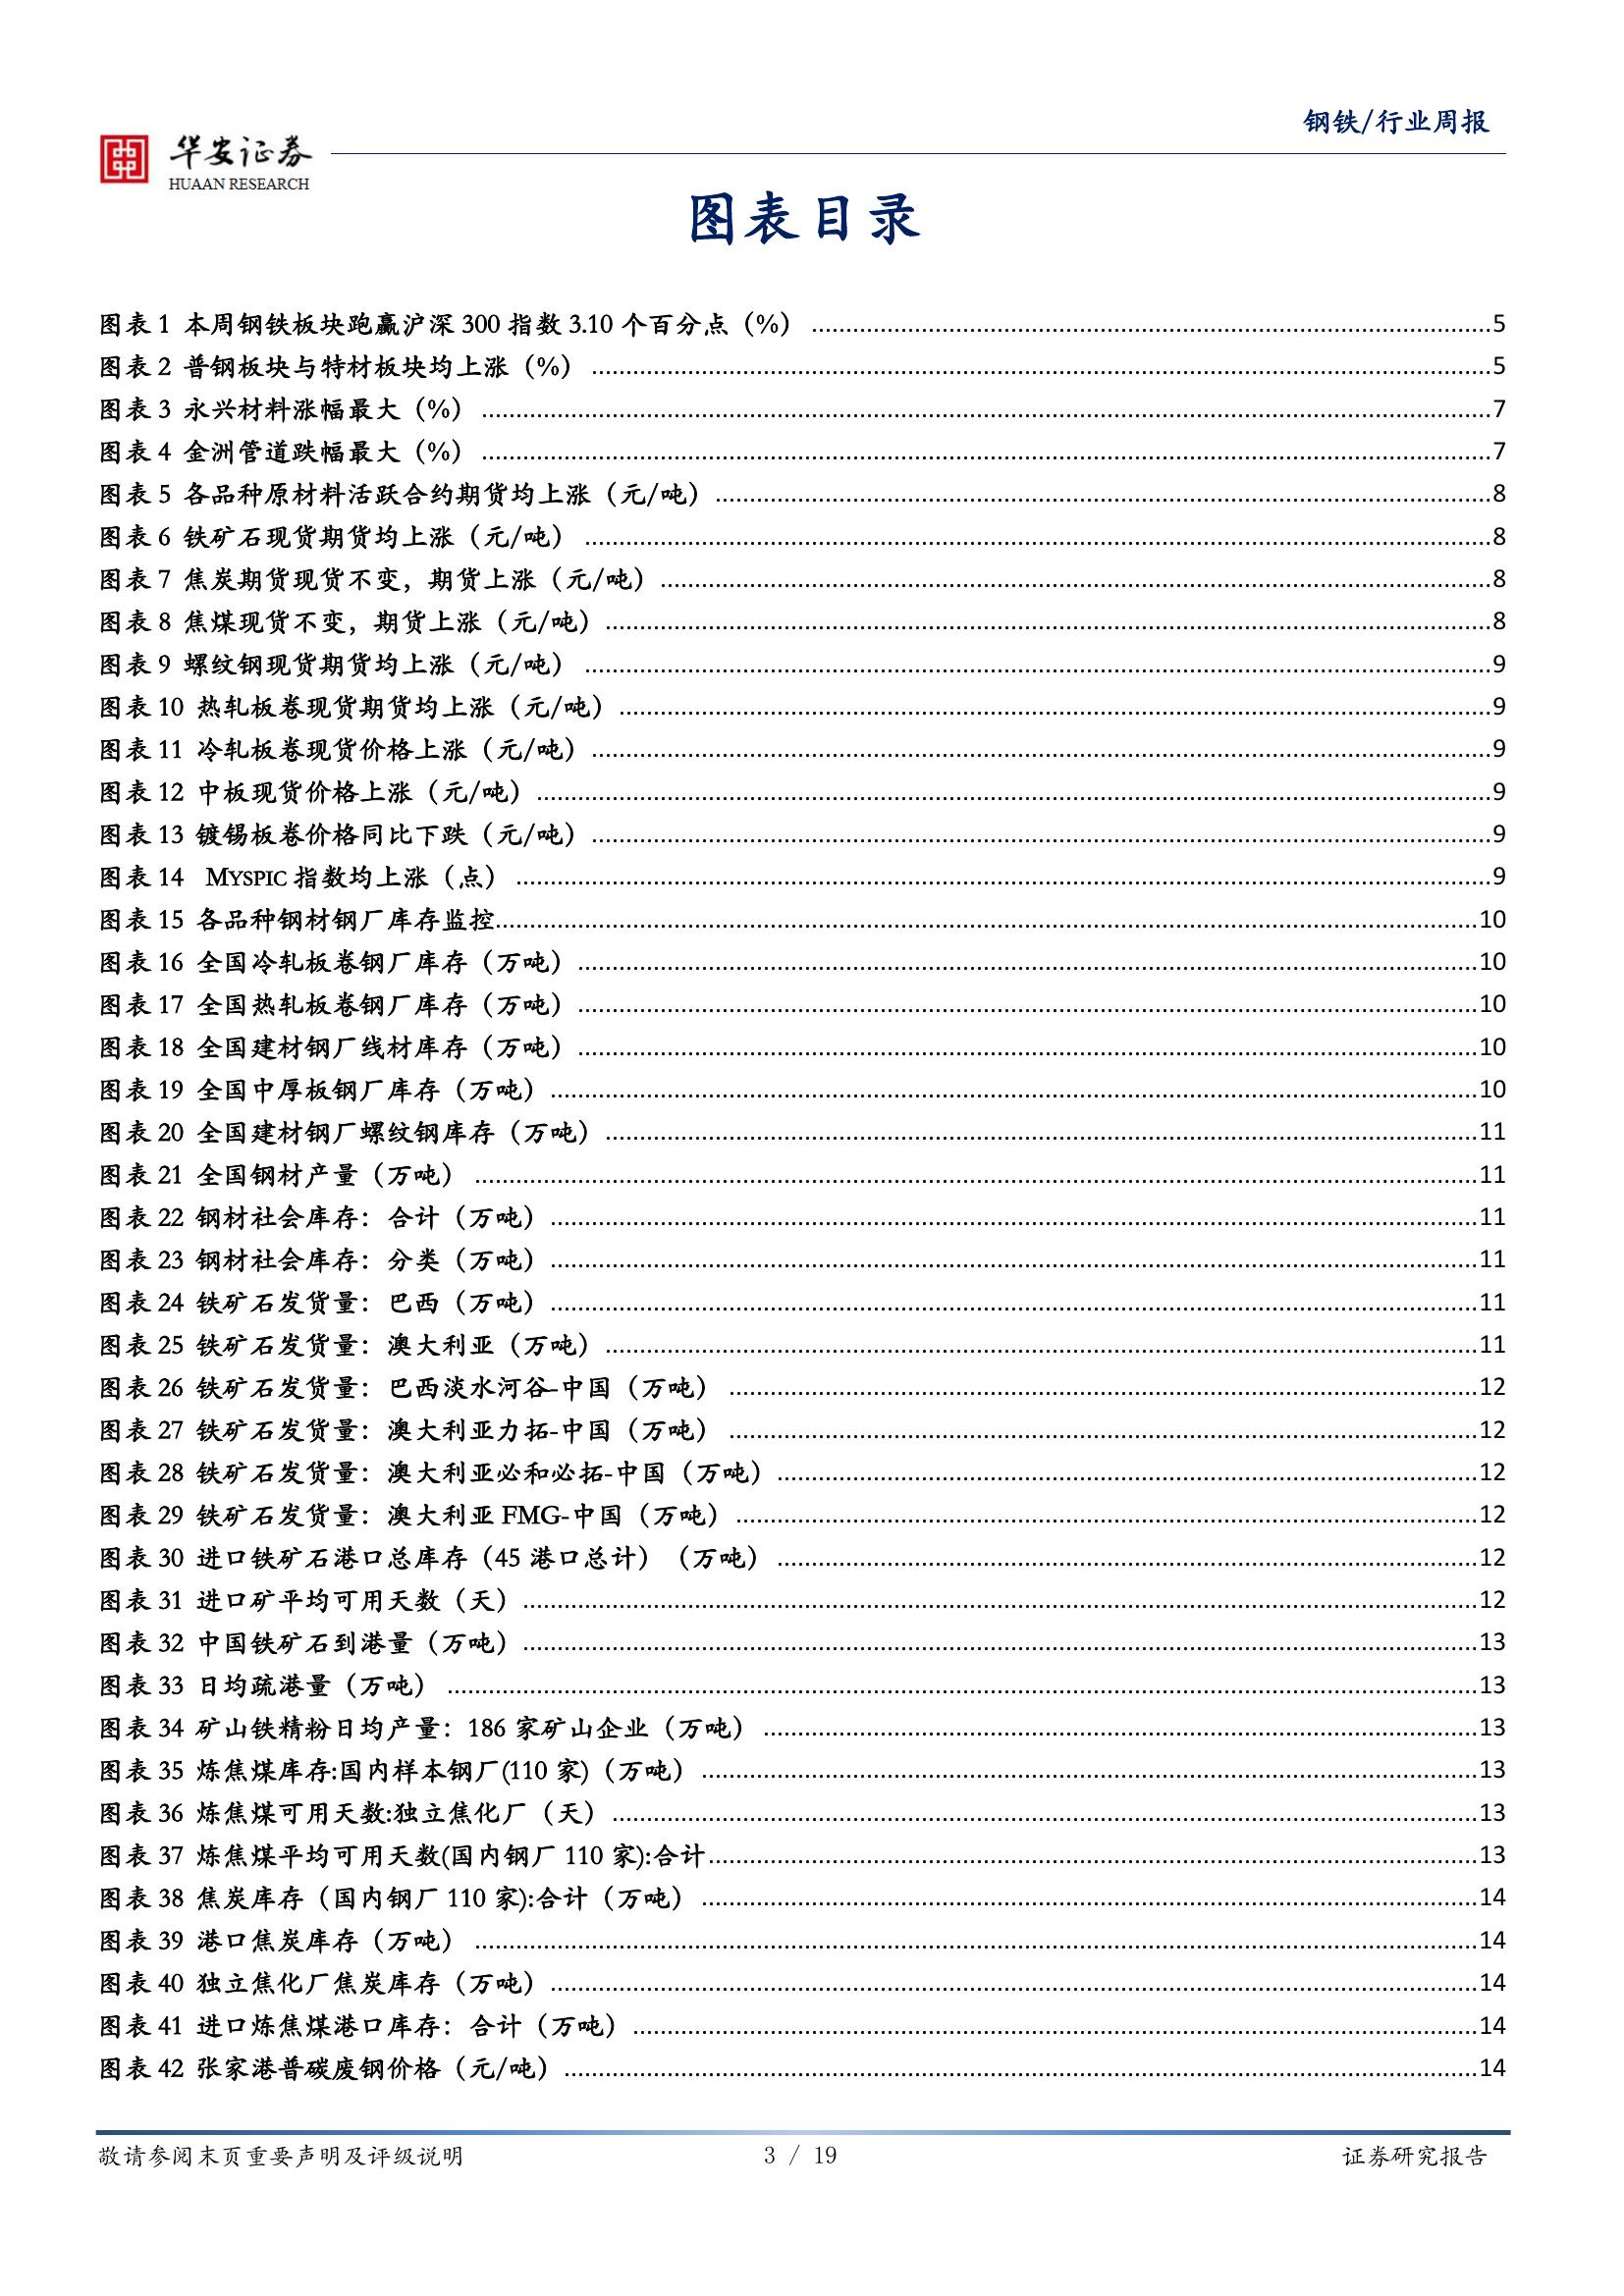 钢铁/行业周报
华安证券
HUAAN RESEARCH
图表目录
图表 1 本周钢铁板块跑赢沪深 300 指数 3.10 个百分点（%） ........5
图表 2 普钢板块与特材板块均上涨（%） ........5
图表 3 永兴材料涨幅最大（%） ........7
图表 4 金洲管道跌幅最大（%） ........7
图表 5 各品种原材料活跃合约期货均上涨（元/吨） ........8
图表 6 铁矿石现货期货均上涨（元/吨） ........8
图表 7 焦炭期货现货不变，期货上涨（元/吨） ........8
图表 8 焦煤现货不变，期货上涨（元/吨） ........8
图表 9 螺纹钢现货期货均上涨（元/吨） ........9
图表 10 热轧板卷现货期货均上涨（元/吨） ........9
图表 11 冷轧板卷现货价格上涨（元/吨） ........9
图表 12 中板现货价格上涨（元/吨） ........9
图表 13 镀锡板卷价格同比下跌（元/吨） ........9
图表 14 MYSPIC 指数均上涨（点） ........9
图表 15 各品种钢材钢厂库存监控........10
图表 16 全国冷轧板卷钢厂库存（万吨） ........10
图表 17 全国热轧板卷钢厂库存（万吨） ........10
图表 18 全国建材钢厂线材库存（万吨） ........10
图表 19 全国中厚板钢厂库存（万吨） ........10
图表 20 全国建材钢厂螺纹钢库存（万吨） ........11
图表 21 全国钢材产量（万吨） ........11
图表 22 钢材社会库存：合计（万吨） ........11
图表 23 钢材社会库存：分类（万吨） ........11
图表 24 铁矿石发货量：巴西（万吨） ........11
图表 25 铁矿石发货量：澳大利亚（万吨） ........11
图表 26 铁矿石发货量：巴西淡水河谷-中国（万吨） ........12
图表 27 铁矿石发货量：澳大利亚力拓-中国（万吨） ........12
图表 28 铁矿石发货量：澳大利亚必和必拓-中国（万吨） ........12
图表 29 铁矿石发货量：澳大利亚 FMG-中国（万吨） ........12
图表 30 进口铁矿石港口总库存（45 港口总计）（万吨） ........12
图表 31 进口矿平均可用天数（天） ........12
图表 32 中国铁矿石到港量（万吨） ........13
图表 33 日均疏港量（万吨） ........13
图表 34 矿山铁精粉日均产量：186 家矿山企业（万吨） ........13
图表 35 炼焦煤库存:国内样本钢厂(110 家)（万吨） ........13
图表 36 炼焦煤可用天数:独立焦化厂（天） ........13
图表 37 炼焦煤平均可用天数(国内钢厂 110 家):合计........13
图表 38 焦炭库存（国内钢厂 110 家):合计（万吨） ........14
图表 39 港口焦炭库存（万吨） ........14
图表 40 独立焦化厂焦炭库存（万吨） ........14
图表 41 进口炼焦煤港口库存：合计（万吨） ........14
图表 42 张家港普碳废钢价格（元/吨） ........14
敬请参阅末页重要声明及评级说明
3 / 19
证券研究报告